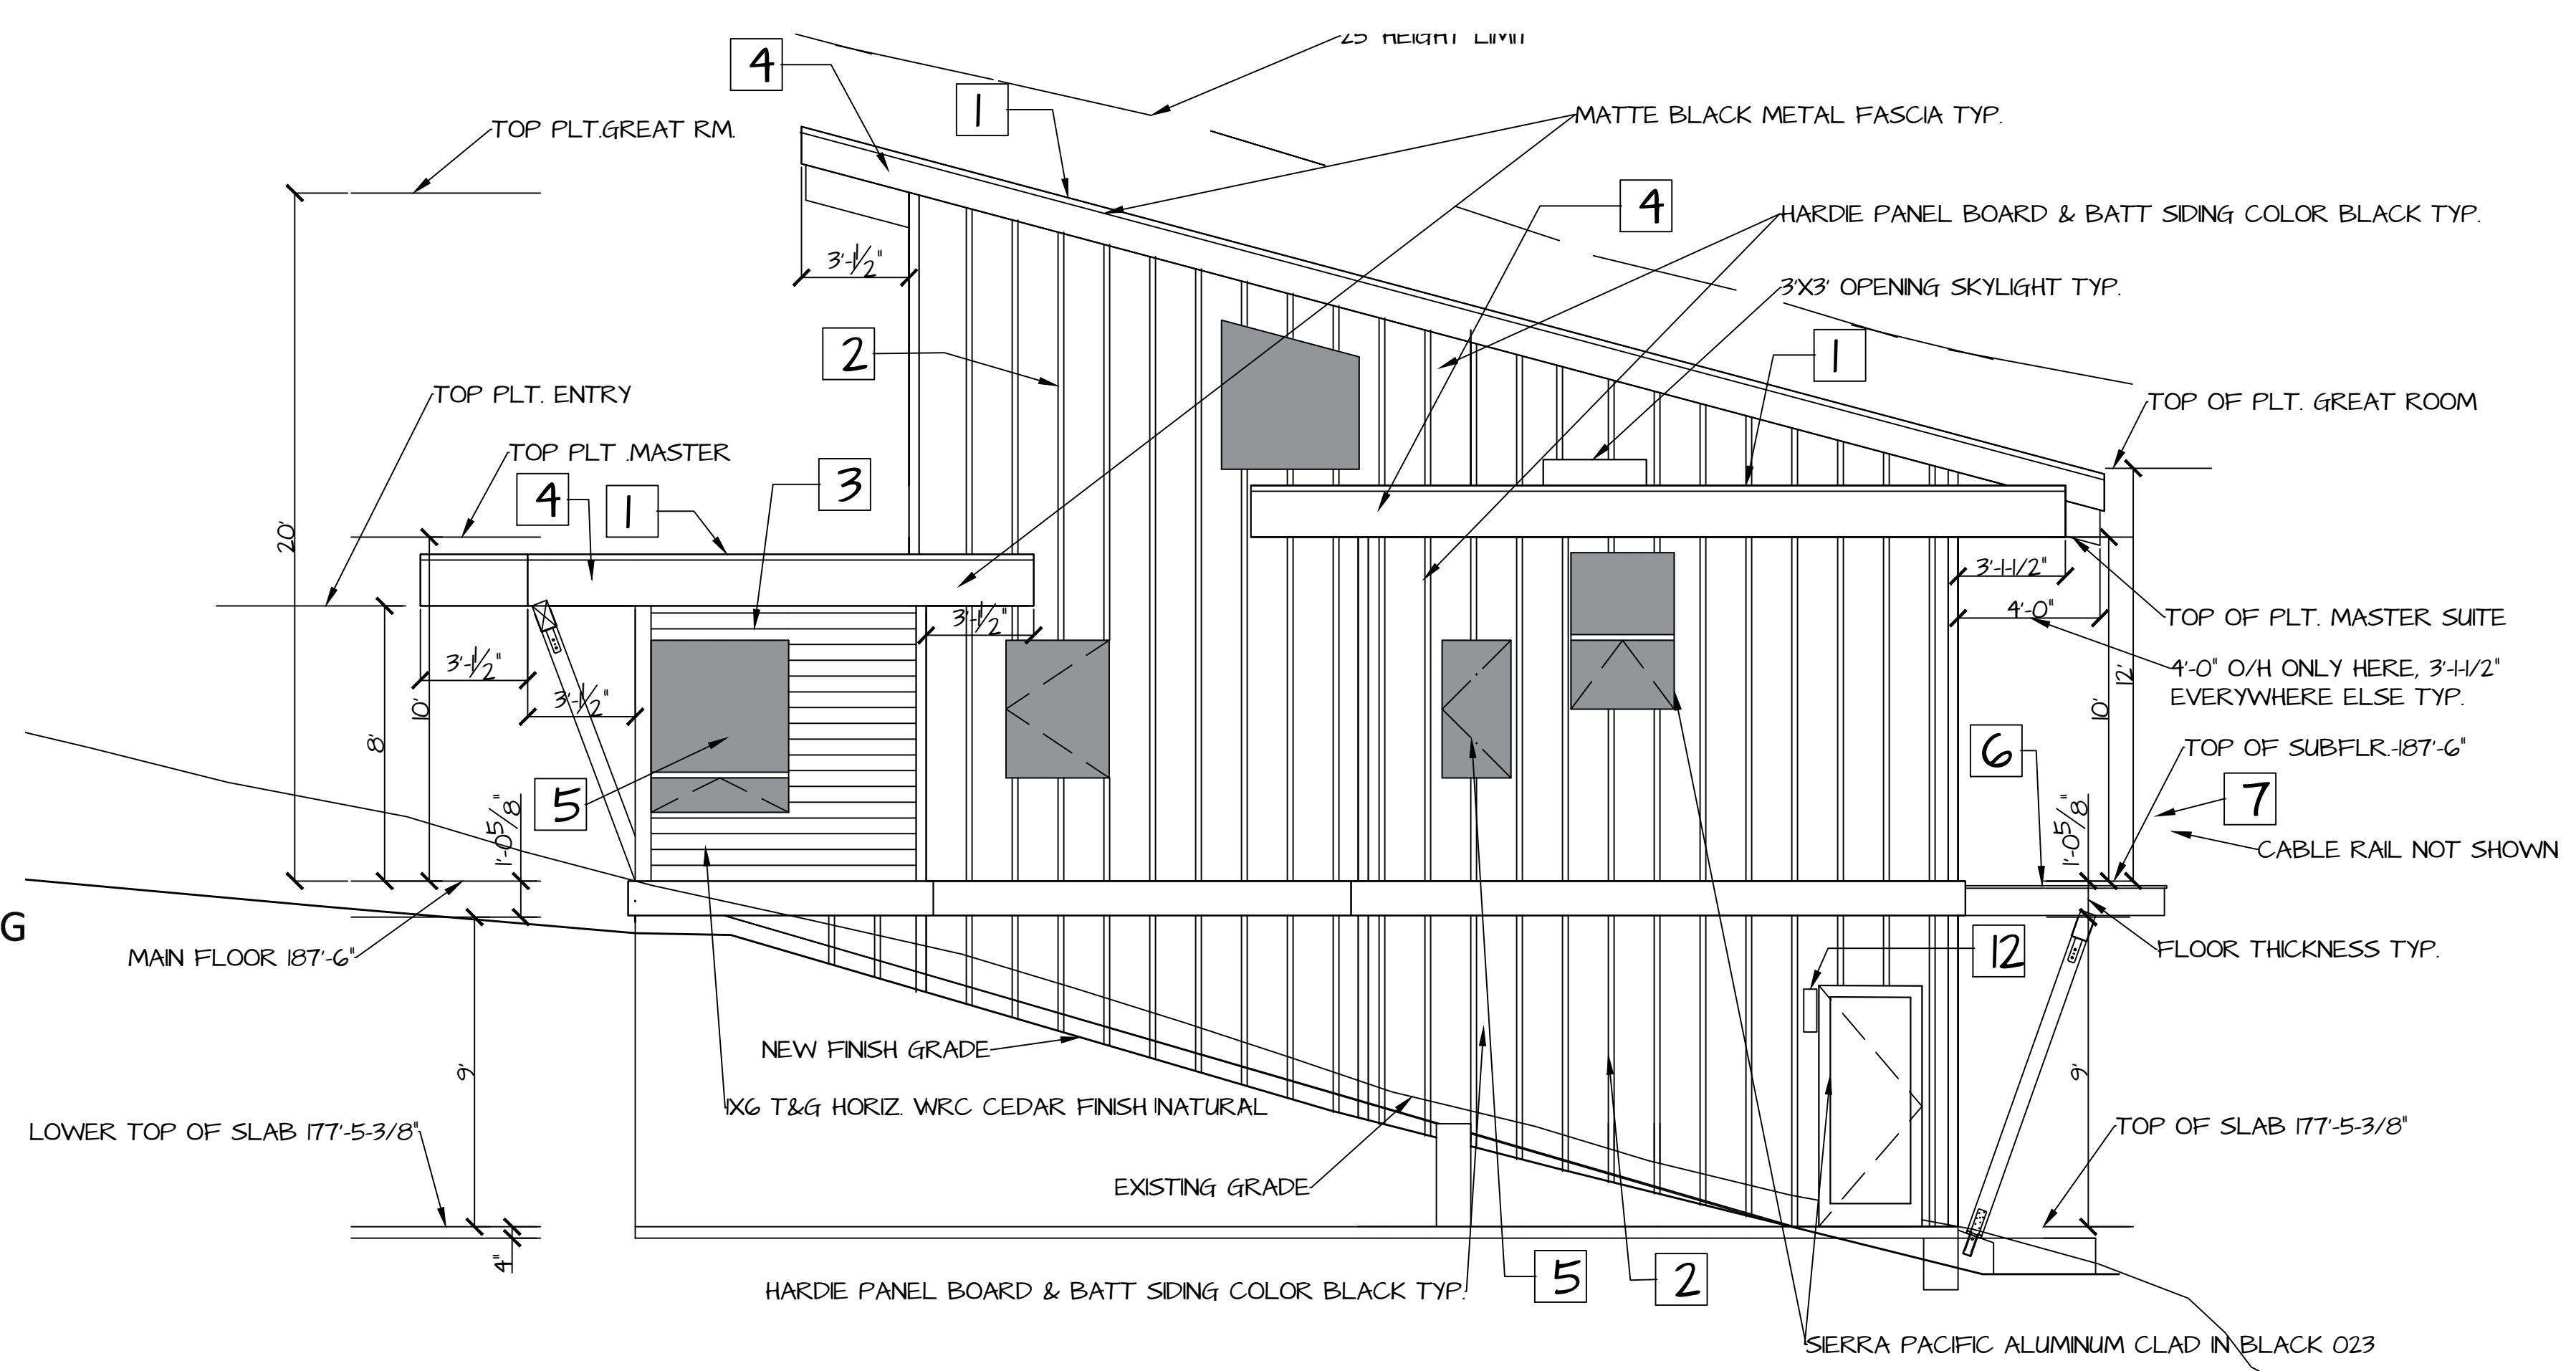 25' HEIGHT LIMIT
4
1
MATTE BLACK METAL FASCIA TYP.
TOP PLT.GREAT RM.
4
HARDIE PANEL BOARD & BATT SIDING COLOR BLACK TYP.
3'-1/2"
3'X3' OPENING SKYLIGHT TYP.
2
1
TOP PLT. ENTRY
TOP OF PLT. GREAT ROOM
TOP PLT .MASTER
3
4
1
20'
3'-1-1/2"
3'-1/2"
4'-0"
TOP OF PLT. MASTER SUITE
3'-1/2"
4'-0" O/H ONLY HERE, 3'-1-1/2"
EVERYWHERE ELSE TYP.
3'-1/2"
10'
12'
10'
8'
6
TOP OF SUBFLR.-187'-6"
5
7
1'-0 5/8"
1'-0 5/8"
CABLE RAIL NOT SHOWN
G
MAIN FLOOR 187'-6"
12
FLOOR THICKNESS TYP.
NEW FINISH GRADE
9'
9'
1X6 T&G HORIZ. WRC CEDAR FINISH NATURAL
LOWER TOP OF SLAB 177'-5-3/8"
TOP OF SLAB 177'-5-3/8"
EXISTING GRADE
4"
5
2
HARDIE PANEL BOARD & BATT SIDING COLOR BLACK TYP.
SIERRA PACIFIC ALUMINUM CLAD IN BLACK 023